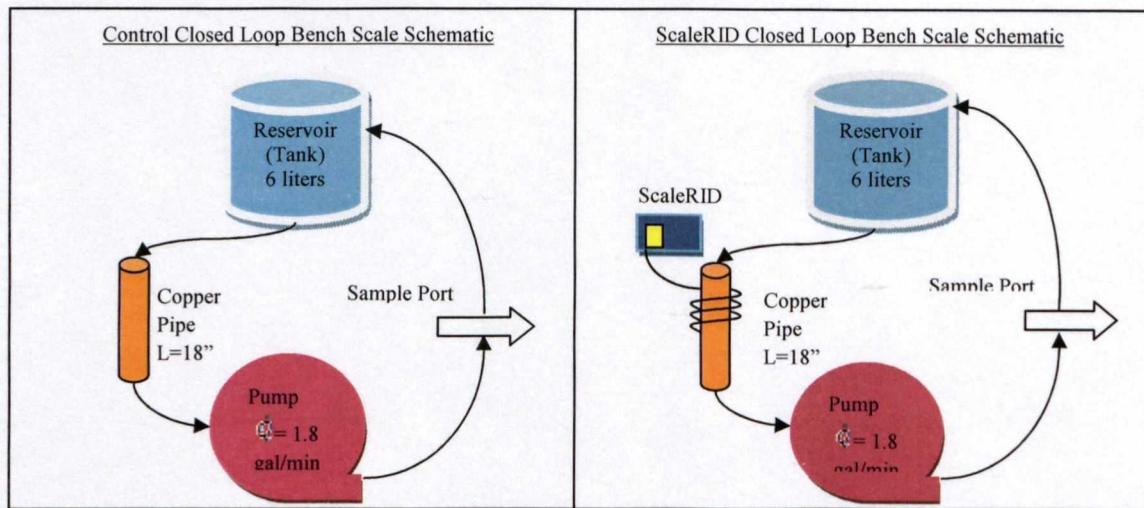 Control Closed Loop Bench Scale Schematic
Reservoir
(Tank)
6 liters
Copper
Pipe
L=18”
Sample Port
Pump
= 1.8
gal/min
ScaleRID Closed Loop Bench Scale Schematic
Reservoir
(Tank)
6 liters
ScaleRID
Copper
Pipe
L=18”
Sample Port
Pump
= 1.8
gal/min